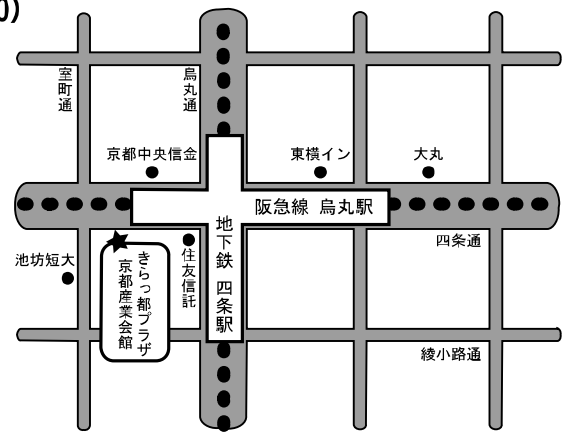 0)
室町通
烏丸通
京都中央信金
東横イン
大丸
阪急線 烏丸駅
地下鉄 四条駅
四条通
池坊短大
住友信託
きらっ都プラザ
京都産業会館
綾小路通